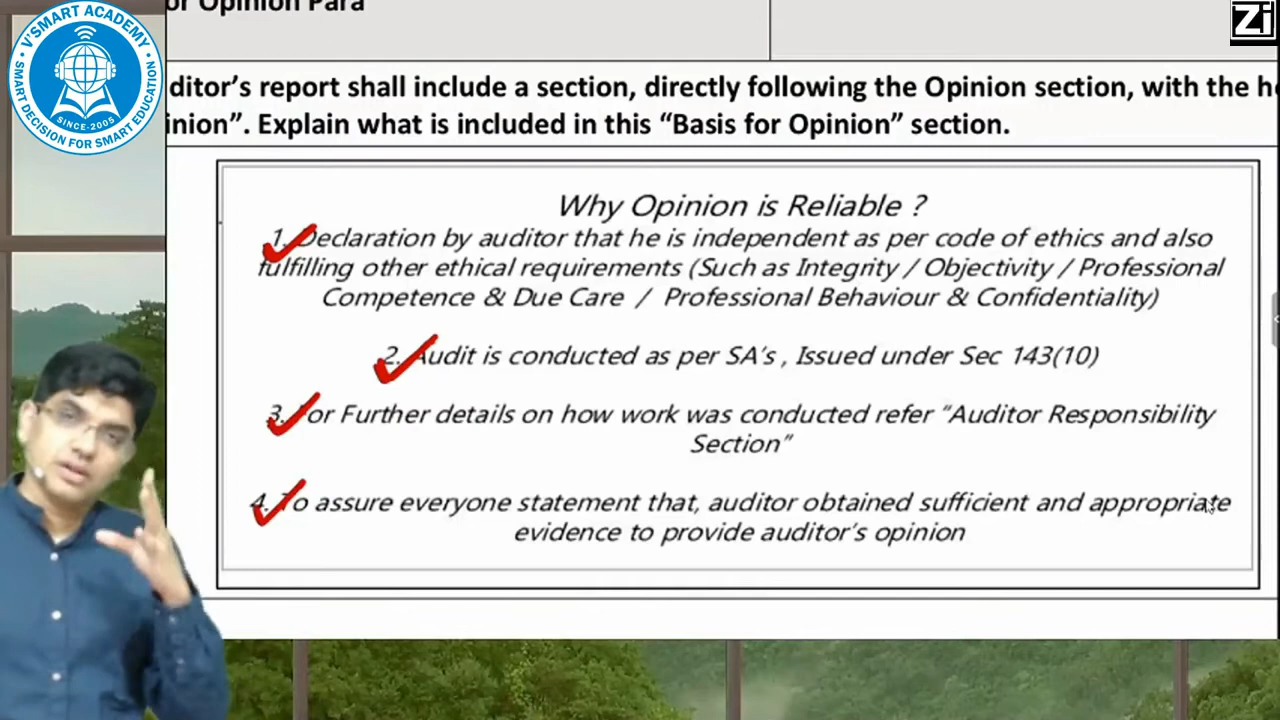 V'SMART ACADEMY
SMART DECISION FOR SMART EDUCATION
SINCE-2005
Zi
or Opinion Para
ditor's report shall include a section, directly following the Opinion section, with the
inion". Explain what is included in this "Basis for Opinion" section.
Why Opinion is Reliable ?
1. Declaration by auditor that he is independent as per code of ethics and also
fulfilling other ethical requirements (Such as Integrity / Objectivity / Professional
Competence & Due Care / Professional Behaviour & Confidentiality)
2. Audit is conducted as per SA's , Issued under Sec 143(10)
3. For Further details on how work was conducted refer "Auditor Responsibility
Section"
4. To assure everyone statement that, auditor obtained sufficient and appropriate
evidence to provide auditor's opinion